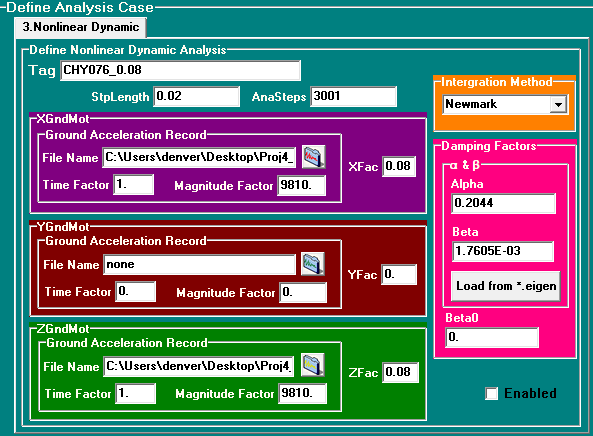 Define Analysis Case
3.Nonlinear Dynamic
Define Nonlinear Dynamic Analysis
Tag CHY076_0.08
StpLength 0.02 AnaSteps 3001
XGndMot
Ground Acceleration Record
File Name C:\Users\denver\Desktop\Proj4_
Time Factor 1. Magnitude Factor 9810.
XFac 0.08
YGndMot
Ground Acceleration Record
File Name none
Time Factor 0. Magnitude Factor 0.
YFac 0.
ZGndMot
Ground Acceleration Record
File Name C:\Users\denver\Desktop\Proj4_
Time Factor 1. Magnitude Factor 9810.
ZFac 0.08
Intergration Method
Newmark
Damping Factors
α & β
Alpha
0.2044
Beta
1.7605E-03
Load from *.eigen
Beta0
0.
Enabled